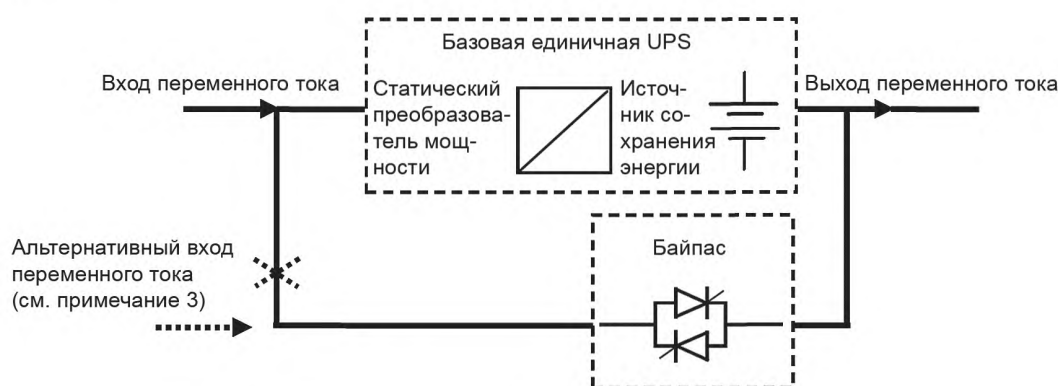 Базовая единичная UPS
Вход переменного тока
Статический
преобразова-
тель мощ-
ности
Источ-
ник со-
хранения
энергии
Выход переменного тока
Альтернативный вход
переменного тока
(см. примечание 3)
Байпас